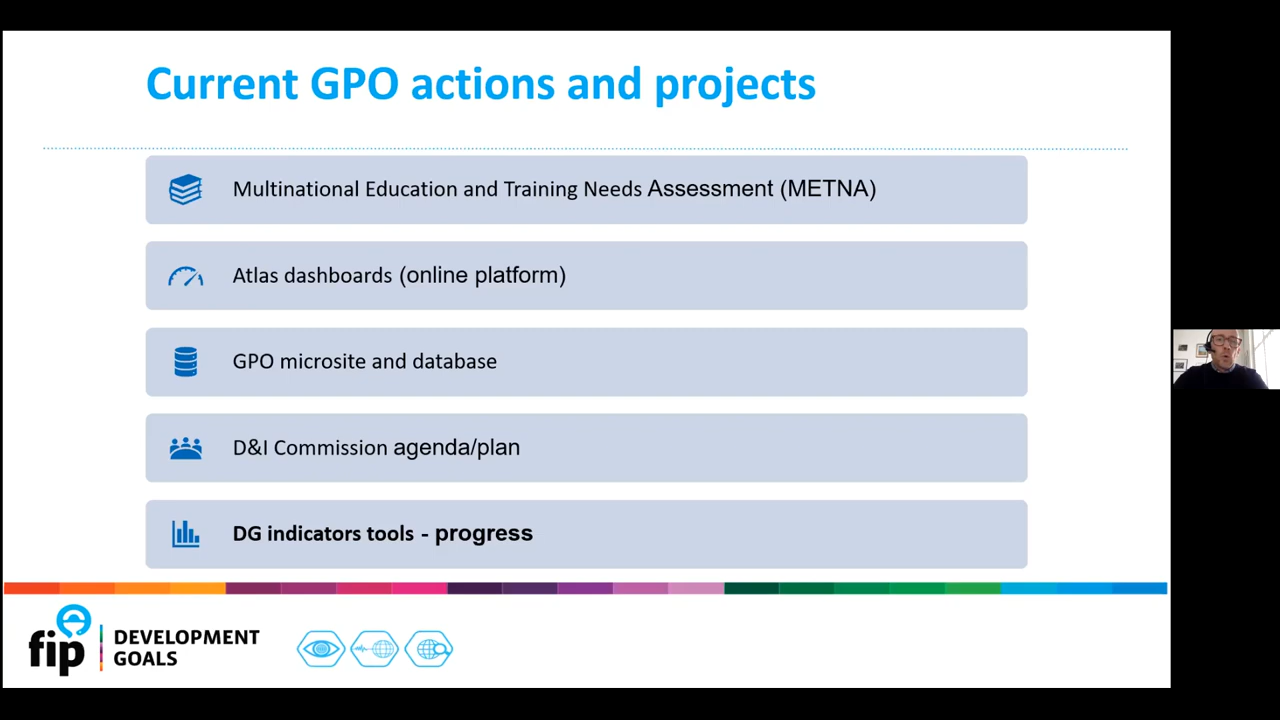 Current GPO actions and projects
Multinational Education and Training Needs Assessment (METNA)
Atlas dashboards (online platform)
GPO microsite and database
D&I Commission agenda/plan
DG indicators tools - progress
fip
DEVELOPMENT
GOALS